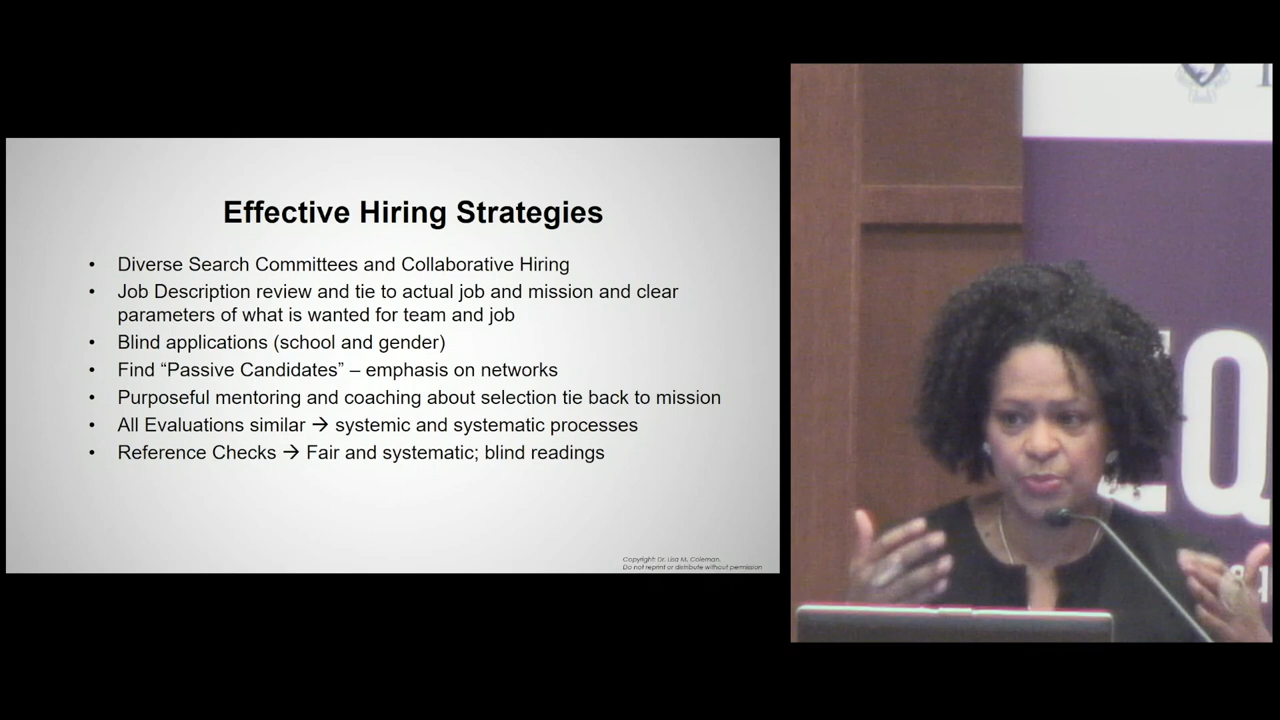 Effective Hiring Strategies
• Diverse Search Committees and Collaborative Hiring
• Job Description review and tie to actual job and mission and clear
parameters of what is wanted for team and job
• Blind applications (school and gender)
• Find “Passive Candidates” – emphasis on networks
• Purposeful mentoring and coaching about selection tie back to mission
• All Evaluations similar → systemic and systematic processes
• Reference Checks → Fair and systematic; blind readings
Copyright: Dr. Lisa M. Coleman.
Do not reprint or distribute without permission
EQ